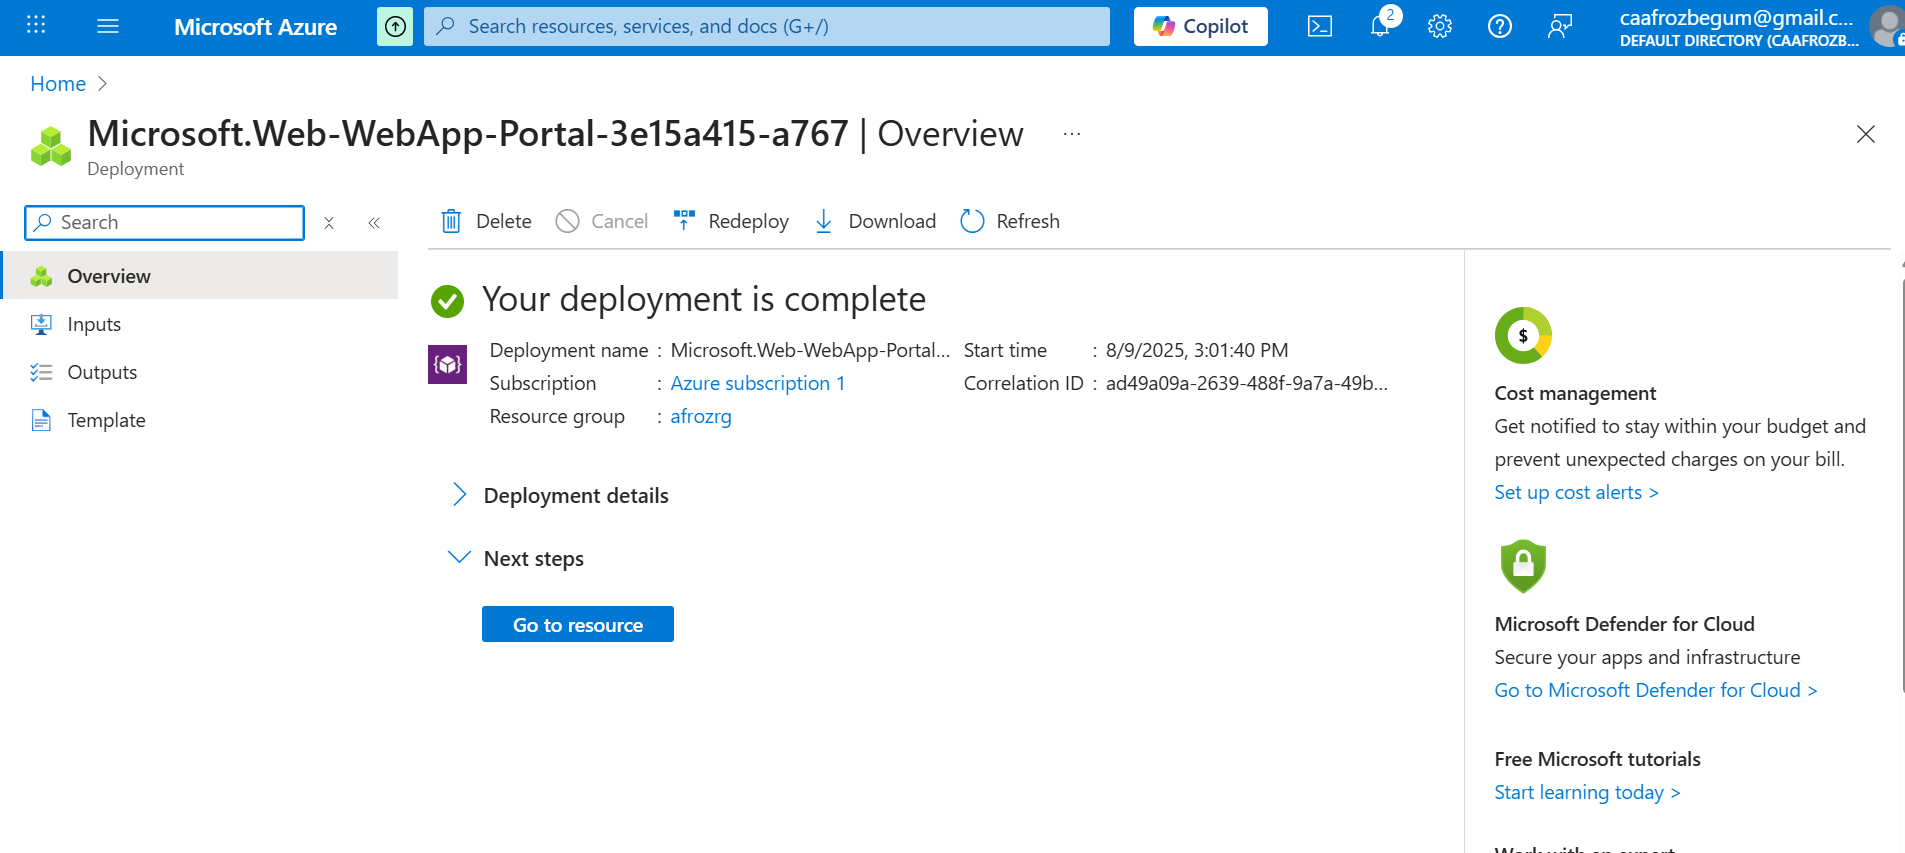 Microsoft Azure
Search resources, services, and docs (G+/)
Copilot
2
caafrozbegum@gmail.c...
DEFAULT DIRECTORY (CAAFROZB...
Home
Microsoft.Web-WebApp-Portal-3e15a415-a767 | Overview ...
Deployment
Search
Delete
Cancel
Redeploy
Download
Refresh
Overview
Inputs
Outputs
Template
Your deployment is complete
Deployment name : Microsoft.Web-WebApp-Portal...
Subscription : Azure subscription 1
Resource group : afrozrg
Start time : 8/9/2025, 3:01:40 PM
Correlation ID : ad49a09a-2639-488f-9a7a-49b...
Deployment details
Next steps
Go to resource
$
Cost management
Get notified to stay within your budget and
prevent unexpected charges on your bill.
Set up cost alerts >
Microsoft Defender for Cloud
Secure your apps and infrastructure
Go to Microsoft Defender for Cloud >
Free Microsoft tutorials
Start learning today >
Work with an expert